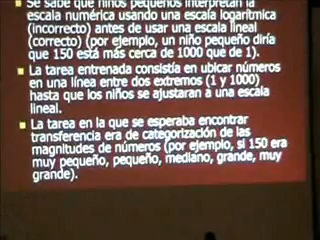 Se sabe que niños pequeños interpretan la
escala numérica usando una escala logarítmica
(incorrecto) antes de usar una escala lineal
(correcto) (por ejemplo, un niño pequeño diría
que 150 está más cerca de 1000 que de 1).
La tarea entrenada consistía en ubicar números
en una línea entre dos extremos (1 y 1000)
hasta que los niños se ajustaran a una escala
lineal.
La tarea en la que se esperaba encontrar
transferencia era de categorización de las
magnitudes de números (por ejemplo, si 150 era
muy pequeño, pequeño, mediano, grande, muy
grande).